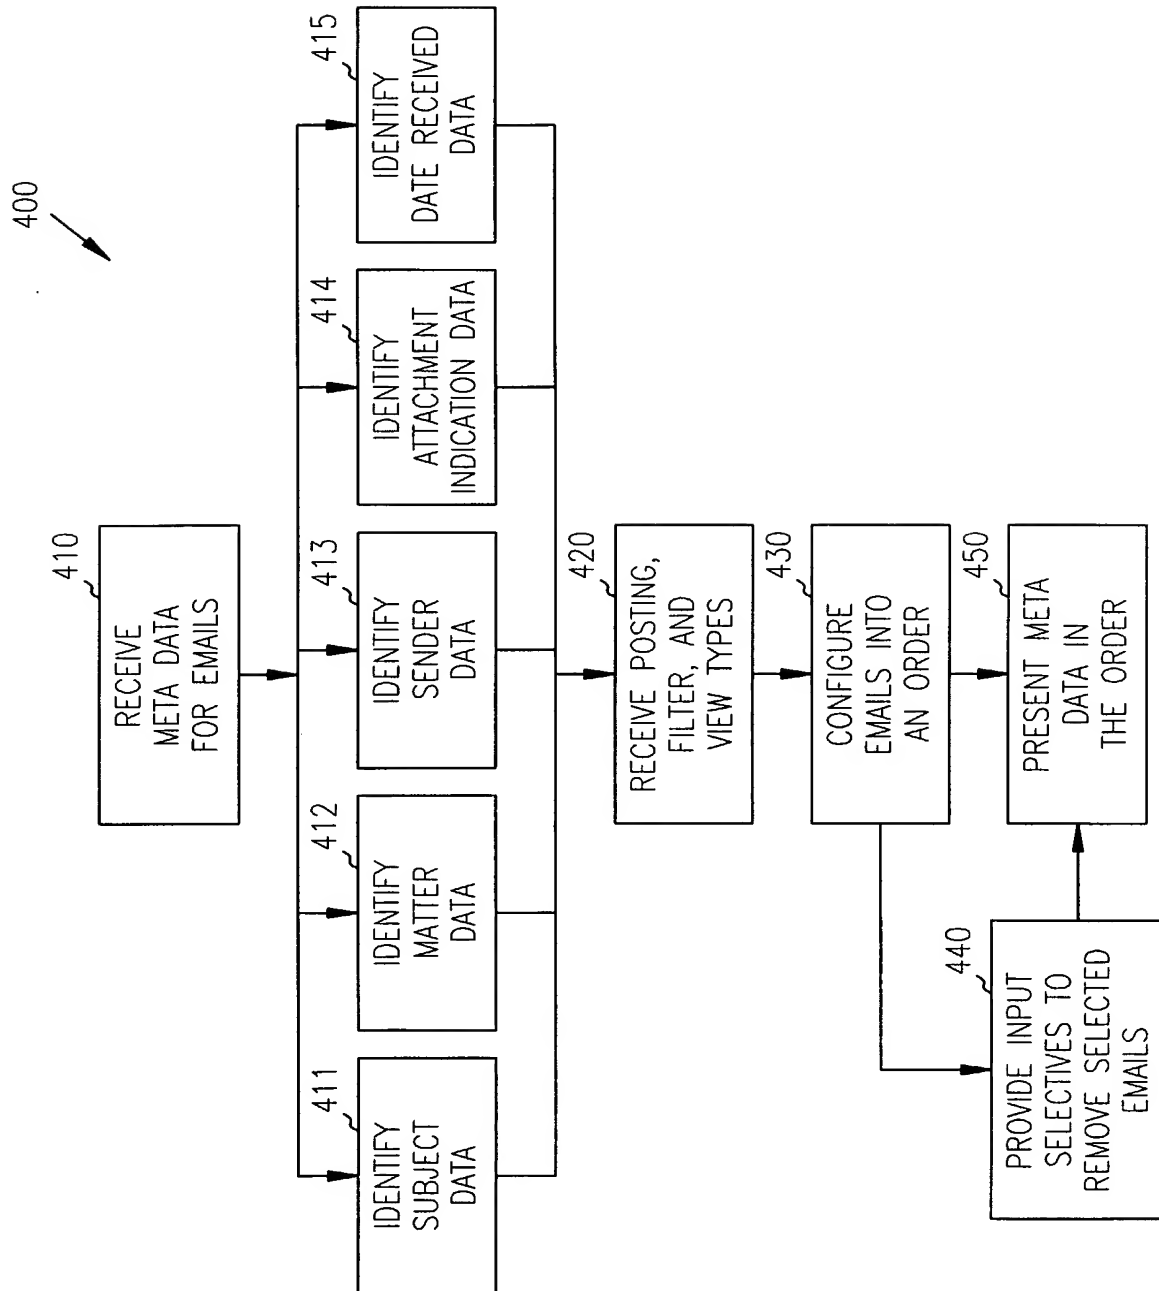 400
410
RECEIVE
META DATA
FOR EMAILS
411
IDENTIFY
SUBJECT
DATA
412
IDENTIFY
MATTER
DATA
413
IDENTIFY
SENDER
DATA
414
IDENTIFY
ATTACHMENT
INDICATION DATA
415
IDENTIFY
DATE RECEIVED
DATA
420
RECEIVE POSTING,
FILTER, AND
VIEW TYPES
430
CONFIGURE
EMAILS INTO
AN ORDER
440
PROVIDE INPUT
SELECTIVES TO
REMOVE SELECTED
EMAILS
450
PRESENT META
DATA IN
THE ORDER